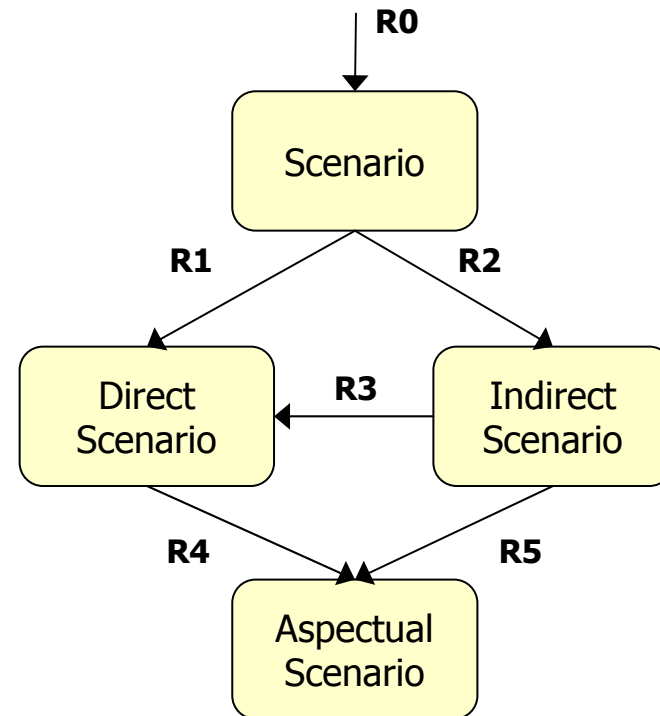 R0
Scenario
R1
R2
Direct
Scenario
R3
Indirect
Scenario
R4
R5
Aspectual
Scenario